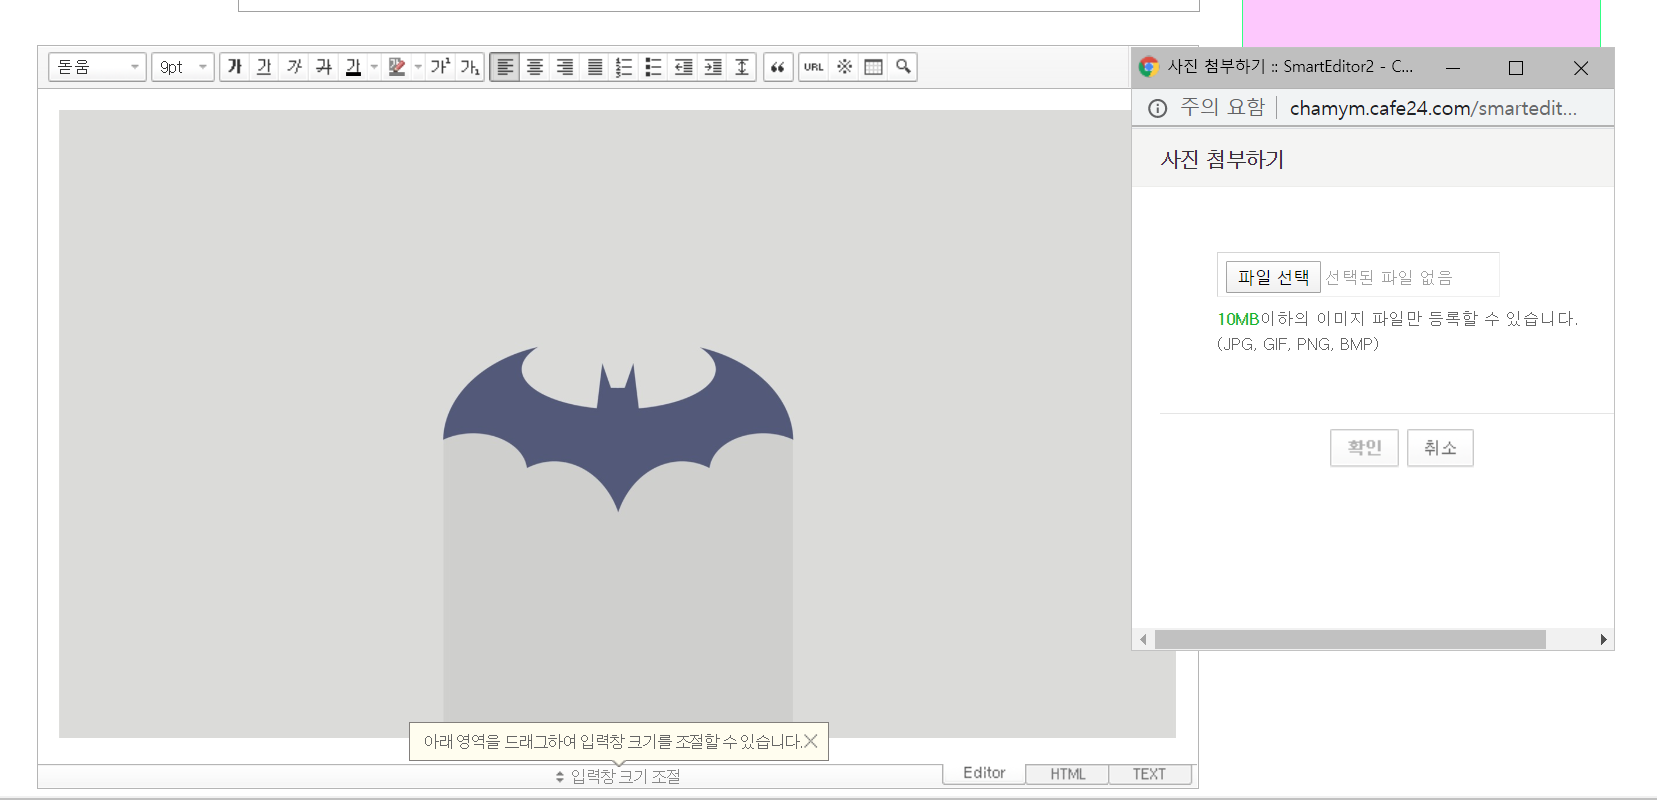 돋움 9pt 가 가 가 가 가 가¹ 가₁ URL ※
사진 첨부하기 :: SmartEditor2 - C...
주의 요함 chamym.cafe24.com/smartedit...
사진 첨부하기
파일 선택 선택된 파일 없음
10MB이하의 이미지 파일만 등록할 수 있습니다.
(JPG, GIF, PNG, BMP)
확인 취소
아래 영역을 드래그하여 입력창 크기를 조절할 수 있습니다.
입력창 크기 조절
Editor HTML TEXT